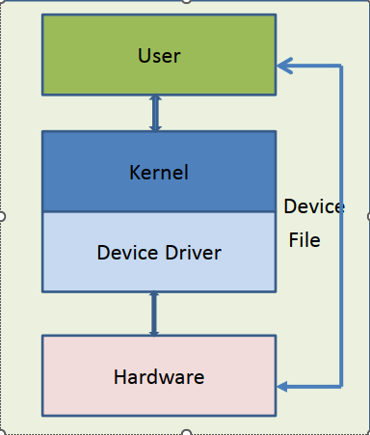 User
Kernel
Device
File
Device Driver
Hardware